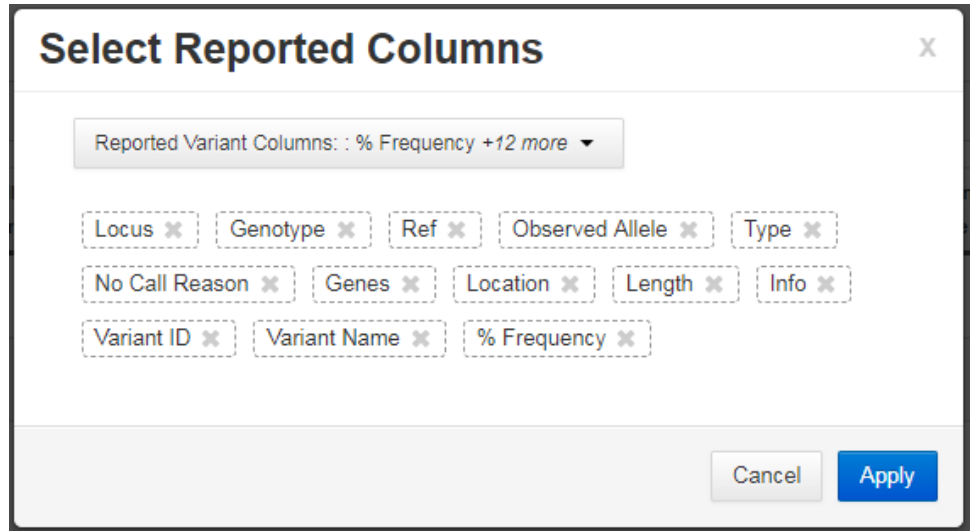 Select Reported Columns x
Reported Variant Columns: : % Frequency +12 more
Locus Genotype Ref Observed Allele Type
No Call Reason Genes Location Length Info
Variant ID Variant Name % Frequency
Cancel Apply